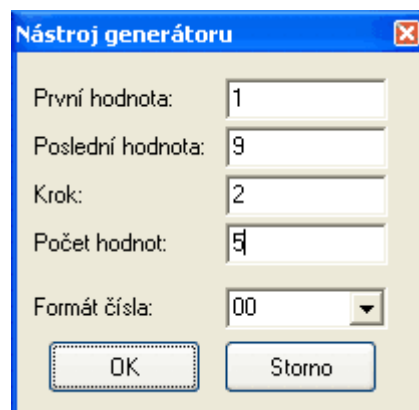 Nástroj generátoru
První hodnota: 1
Poslední hodnota: 9
Krok: 2
Počet hodnot: 5
Formát čísla: 00
OK Storno